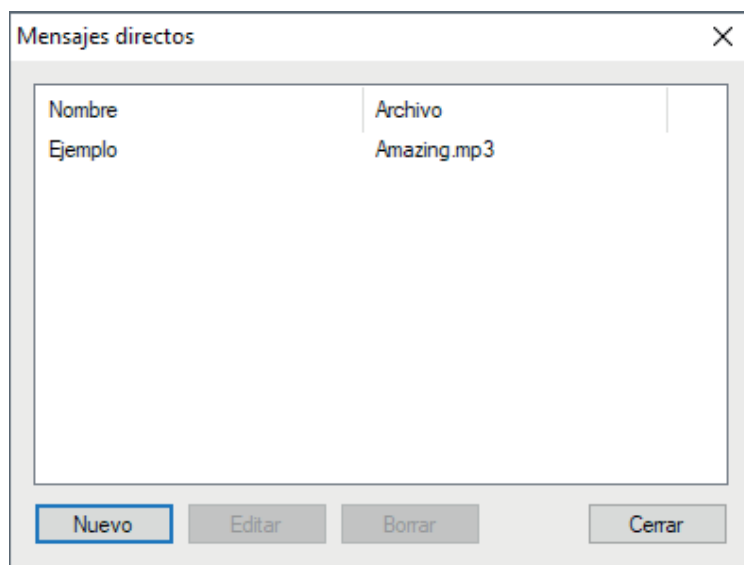 Mensajes directos
Nombre Archivo
Ejemplo Amazing.mp3
Nuevo Editar Borrar Cerrar